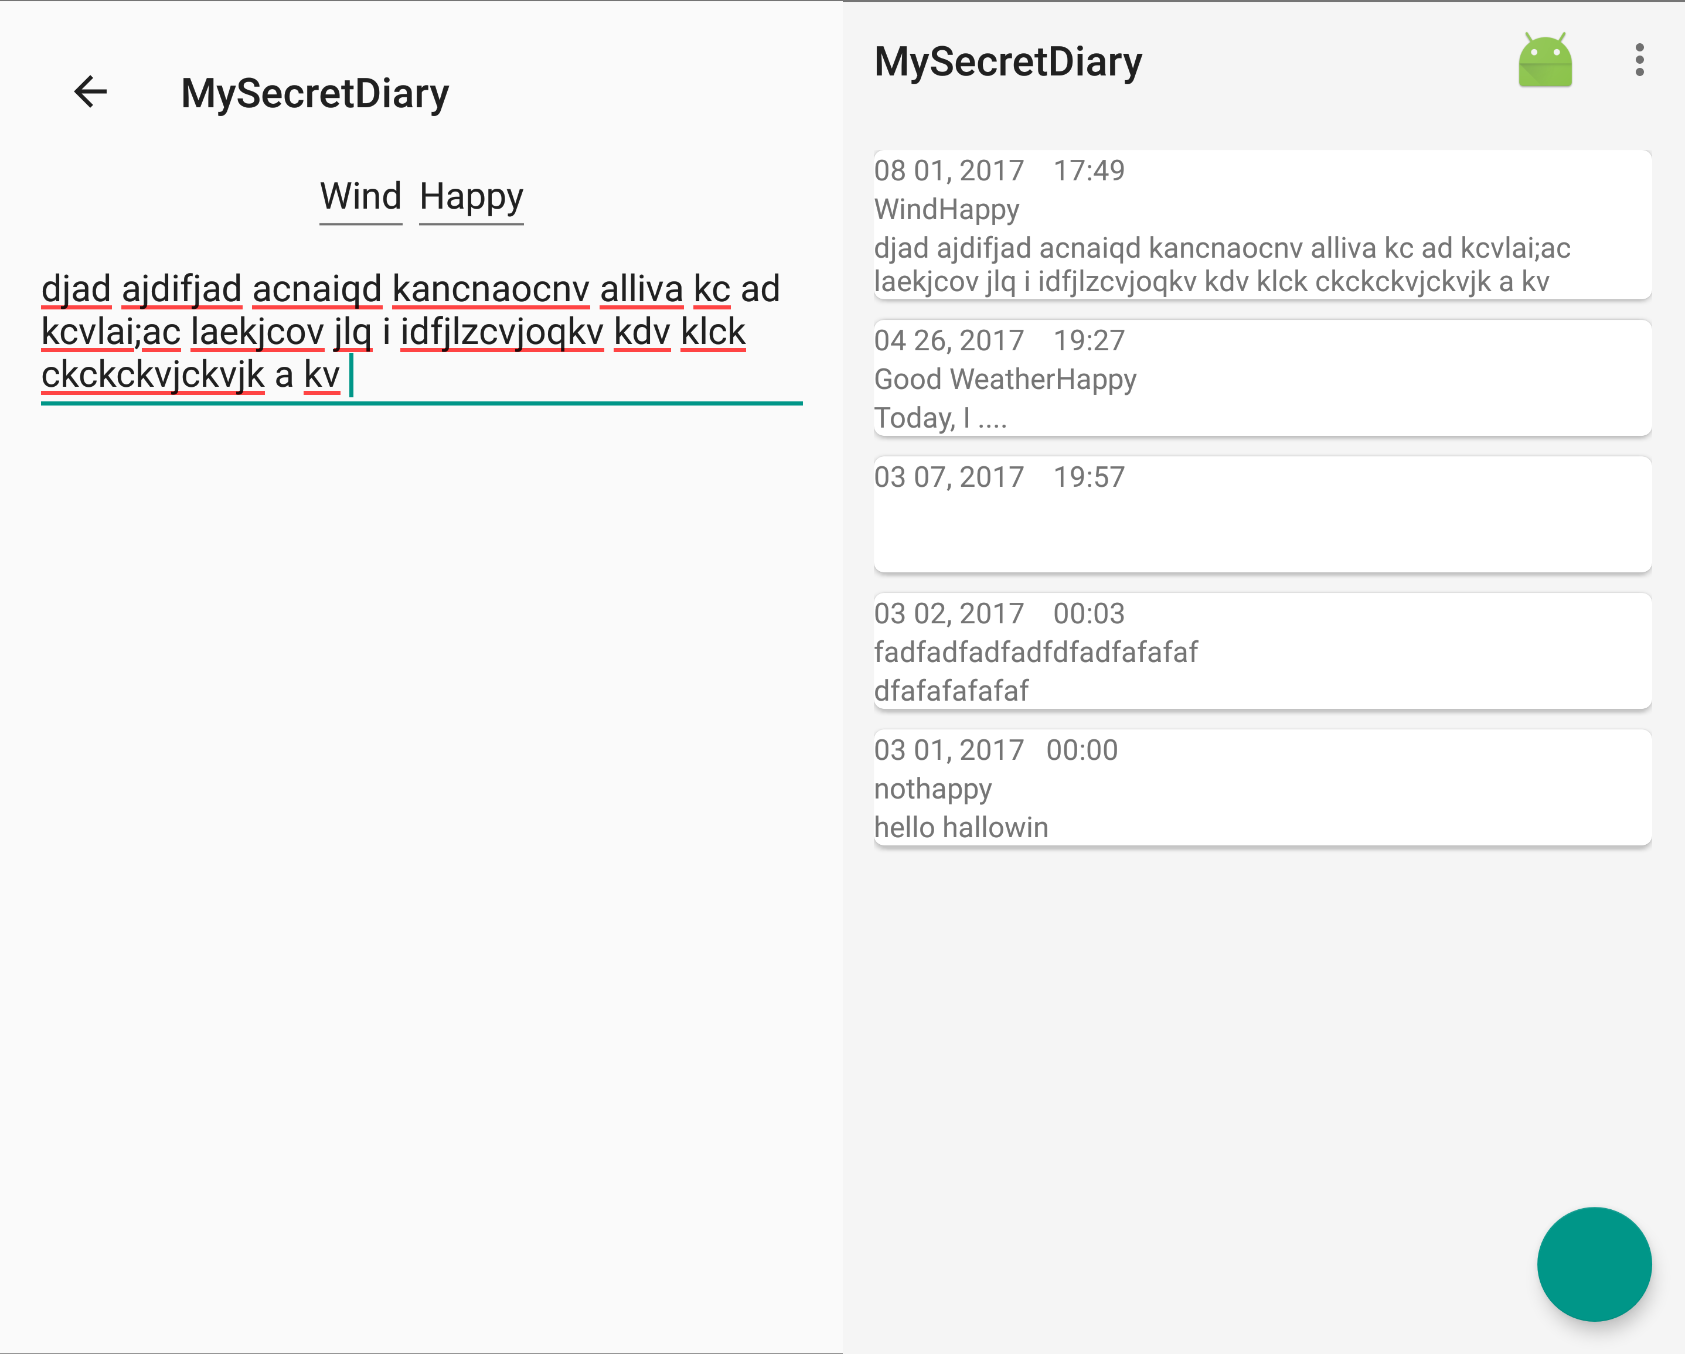 MySecretDiary
Wind Happy
djad ajdifjad acnaiqd kancnaocnv alliva kc ad
kcvlai;ac laekjcov jlq i idfjlzcvjoqkv kdv klck
ckckckvjckvjk a kv
MySecretDiary
08 01, 2017 17:49
WindHappy
djad ajdifjad acnaiqd kancnaocnv alliva kc ad kcvlai;ac
laekjcov jlq i idfjlzcvjoqkv kdv klck ckckckvjckvjk a kv
04 26, 2017 19:27
Good WeatherHappy
Today, I ....
03 07, 2017 19:57
03 02, 2017 00:03
fadfadfadfadfdfadfafafaf
dfafafafafaf
03 01, 2017 00:00
nothappy
hello hallowin